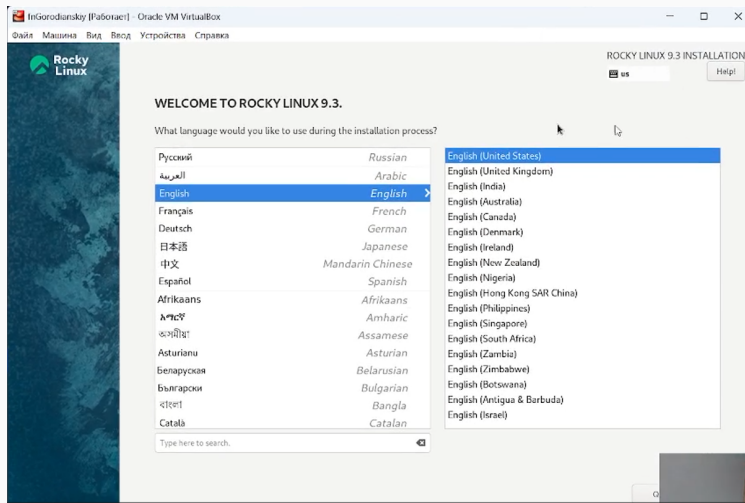 fnGorodianskiy [Работает] - Oracle VM VirtualBox
Файл Машина Вид Ввод Устройства Справка
Rocky
Linux
ROCKY LINUX 9.3 INSTALLATION
us
Help!
WELCOME TO ROCKY LINUX 9.3.
What language would you like to use during the installation process?
Русский Russian
العربية Arabic
English English
Français French
Deutsch German
日本語 Japanese
中文 Mandarin Chinese
Español Spanish
Afrikaans Afrikaans
አማርኛ Amharic
অসমীয়া Assamese
Asturianu Asturian
Беларуская Belarusian
Български Bulgarian
বাংলা Bangla
Català Catalan
Type here to search.
English (United States)
English (United Kingdom)
English (India)
English (Australia)
English (Canada)
English (Denmark)
English (Ireland)
English (New Zealand)
English (Nigeria)
English (Hong Kong SAR China)
English (Philippines)
English (Singapore)
English (South Africa)
English (Zambia)
English (Zimbabwe)
English (Botswana)
English (Antigua & Barbuda)
English (Israel)